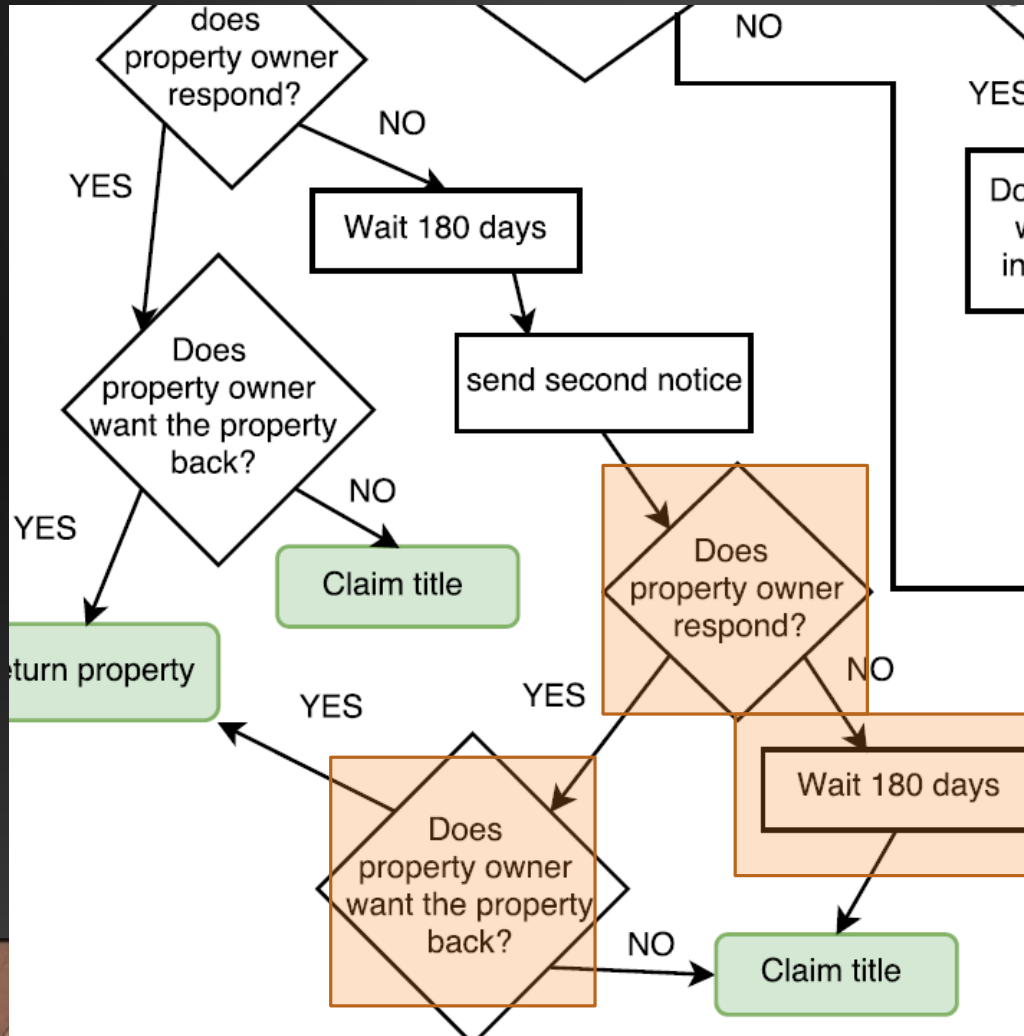 does
property owner
respond?
NO
NO
YES
YES
Wait 180 days
Does
property owner
want the property
back?
send second notice
NO
YES
Claim title
Does
property owner
respond?
property
NO
YES
YES
Wait 180 days
Does
property owner
want the property
back?
NO
Claim title